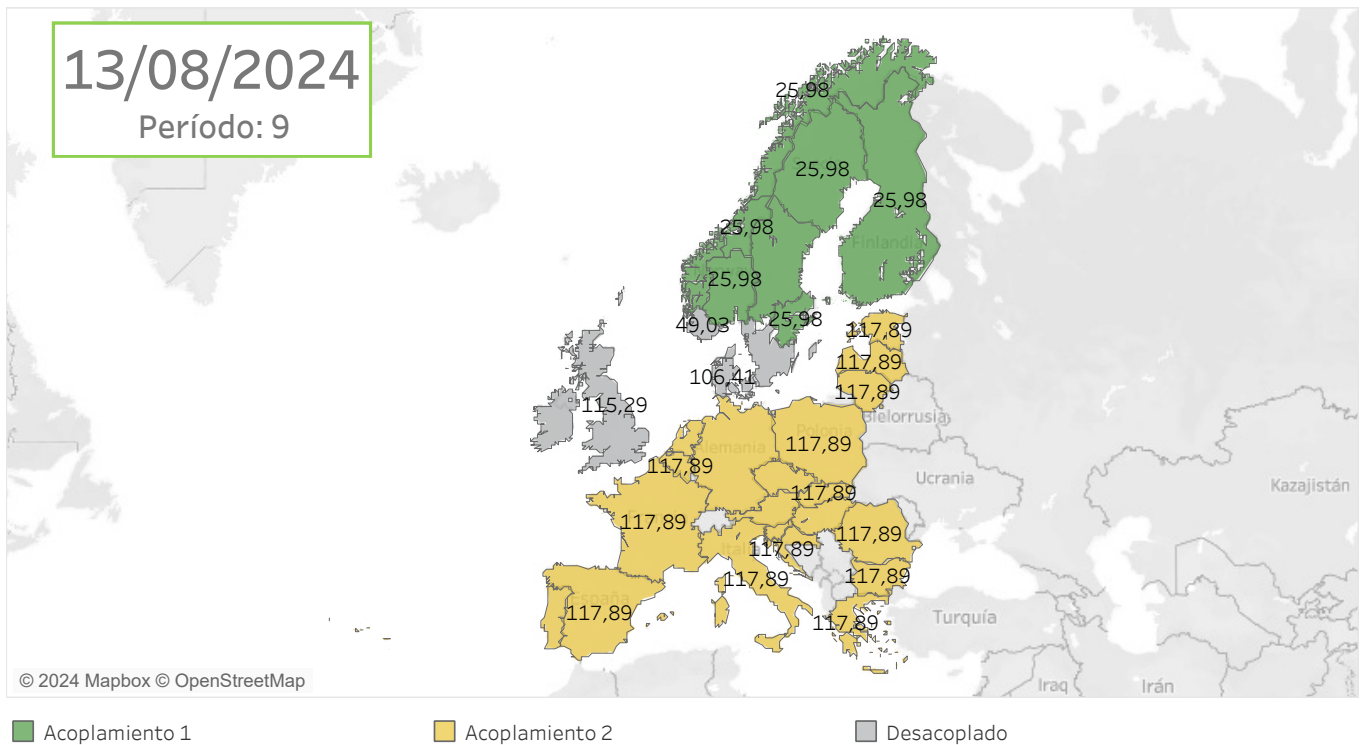 13/08/2024
Período: 9
25,98
25,98
25,98
Finlandia
25,98
25,98
49,03
25,98
117,89
117,89
106,41
117,89
115,29
Bielorrusia
Polonia
Alemania
117,89
117,89
Ucrania
Kazajistán
117,89
117,89
117,89
Italia
117,89
117,89
117,89
España
117,89
117,89
Turquía
Iraq
Irán
© 2024 Mapbox © OpenStreetMap
Acoplamiento 1
Acoplamiento 2
Desacoplado